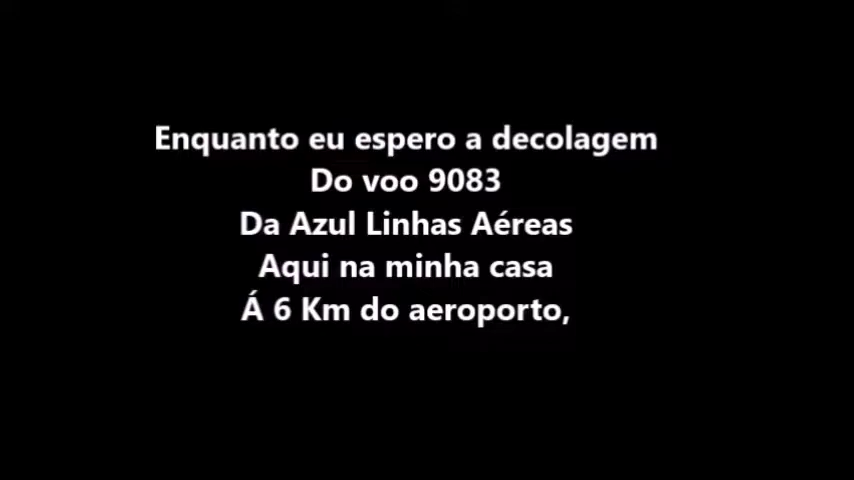 Enquanto eu espero a decolagem
Do voo 9083
Da Azul Linhas Aéreas
Aqui na minha casa
Á 6 Km do aeroporto,